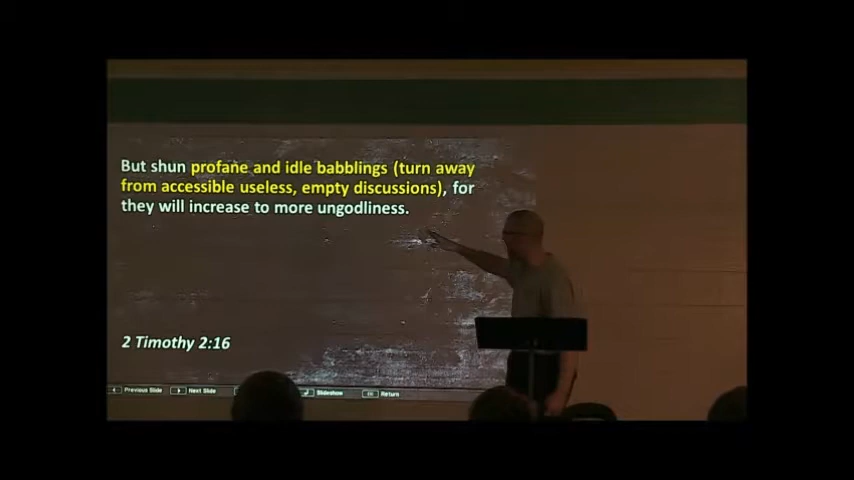 But shun profane and idle babblings (turn away
from accessible useless, empty discussions), for
they will increase to more ungodliness.
2 Timothy 2:16
Previous Slide Next Slide Slideshow Return